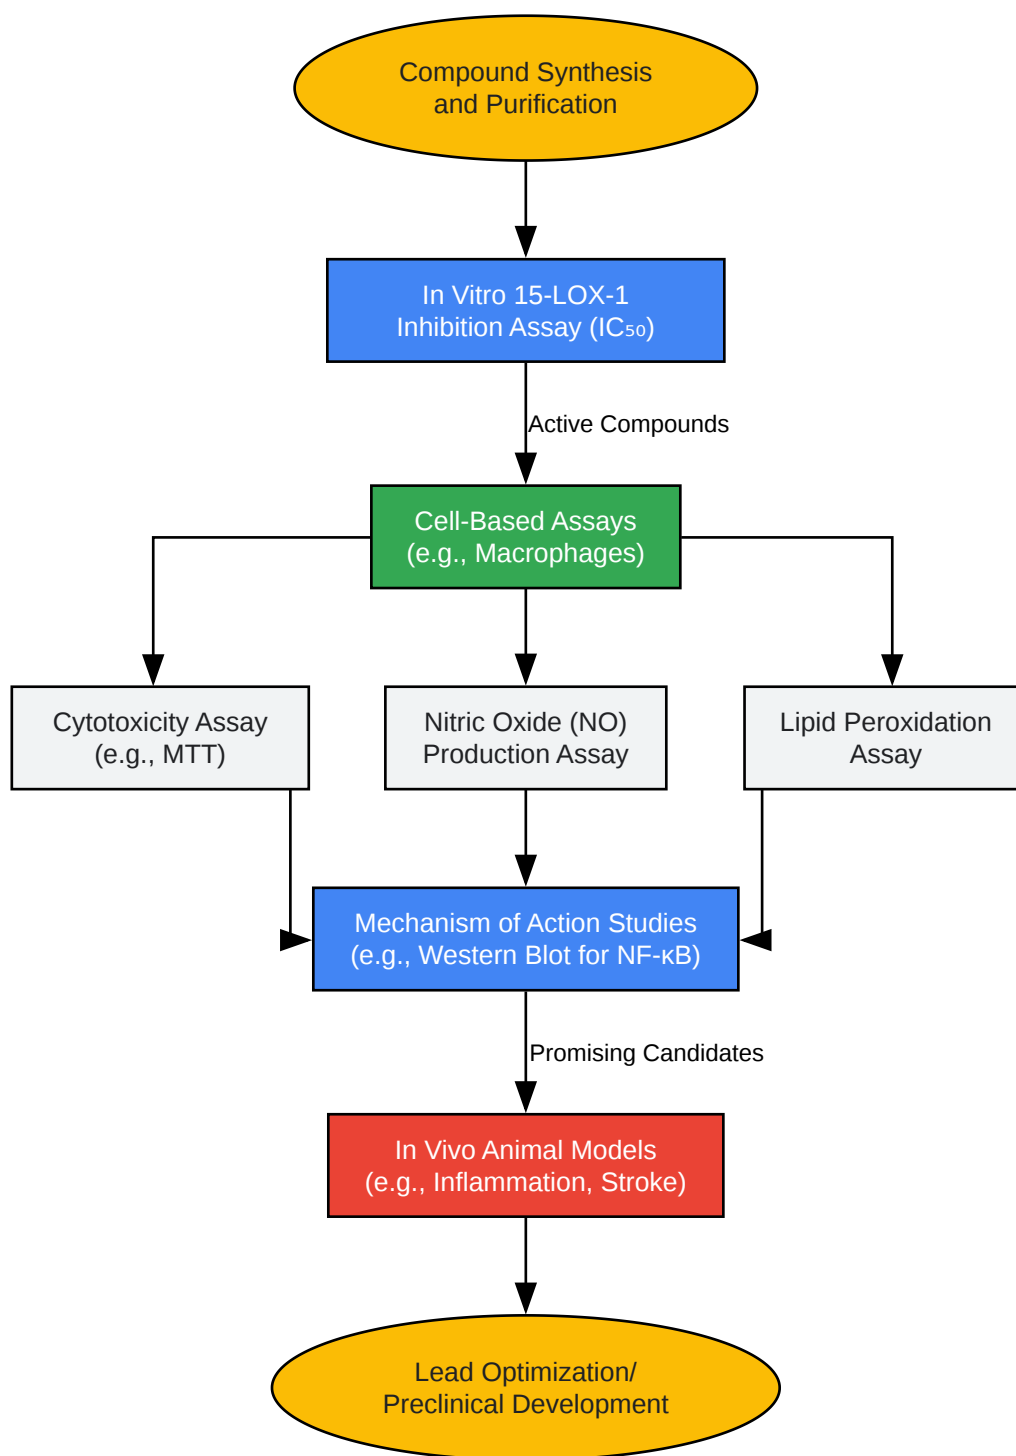 Compound Synthesis
and Purification
In Vitro 15-LOX-1
Inhibition Assay (IC₅₀)
Active Compounds
Cell-Based Assays
(e.g., Macrophages)
Cytotoxicity Assay
(e.g., MTT)
Nitric Oxide (NO)
Production Assay
Lipid Peroxidation
Assay
Mechanism of Action Studies
(e.g., Western Blot for NF-κB)
Promising Candidates
In Vivo Animal Models
(e.g., Inflammation, Stroke)
Lead Optimization/
Preclinical Development